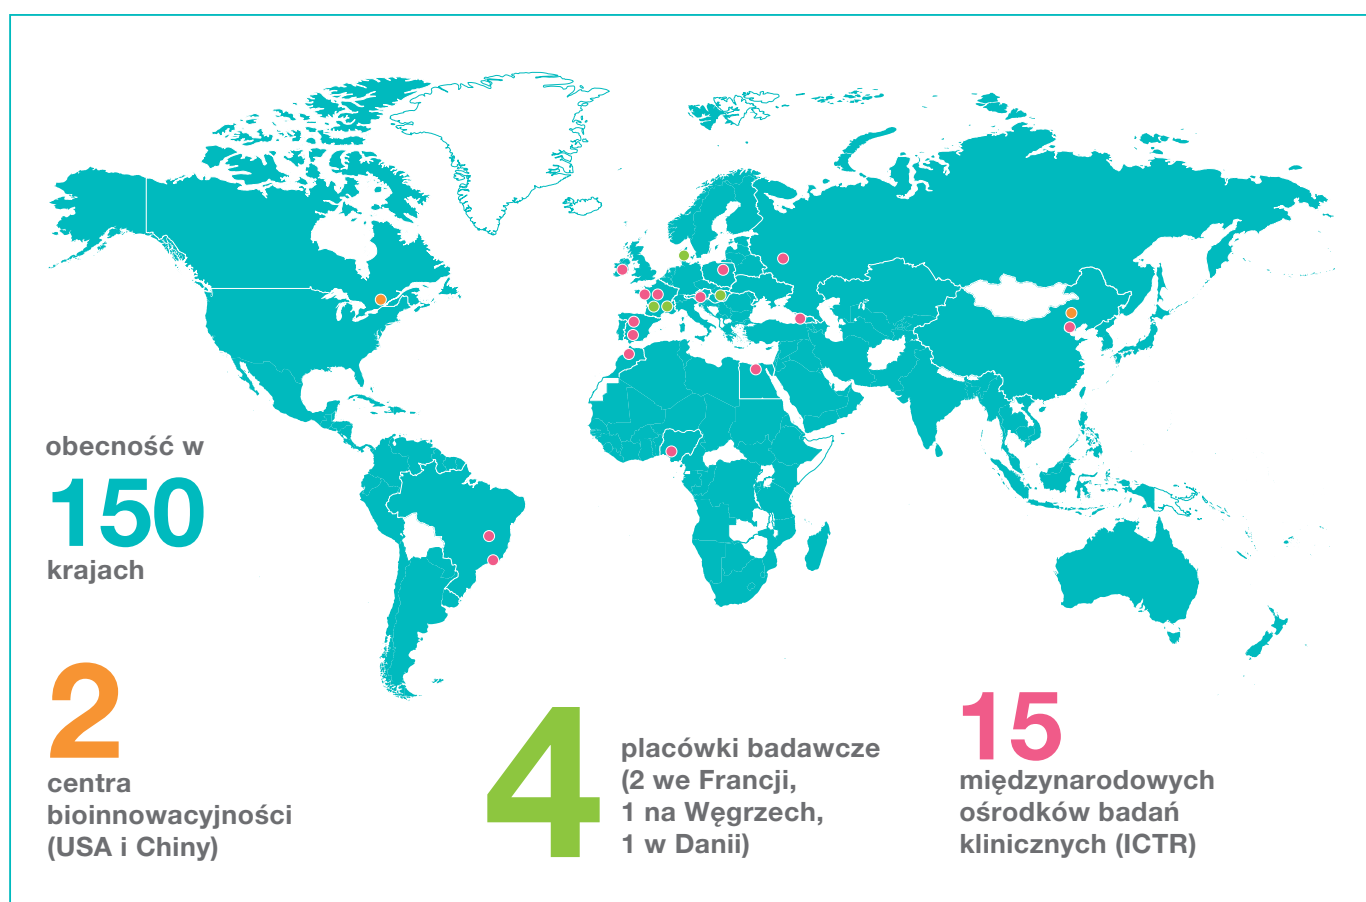 obecność w
150
krajach
2
centra
bioinnowacyjności
(USA i Chiny)
4
placówki badawcze
(2 we Francji,
1 na Węgrzech,
1 w Danii)
15
międzynarodowych
ośrodków badań
klinicznych (ICTR)